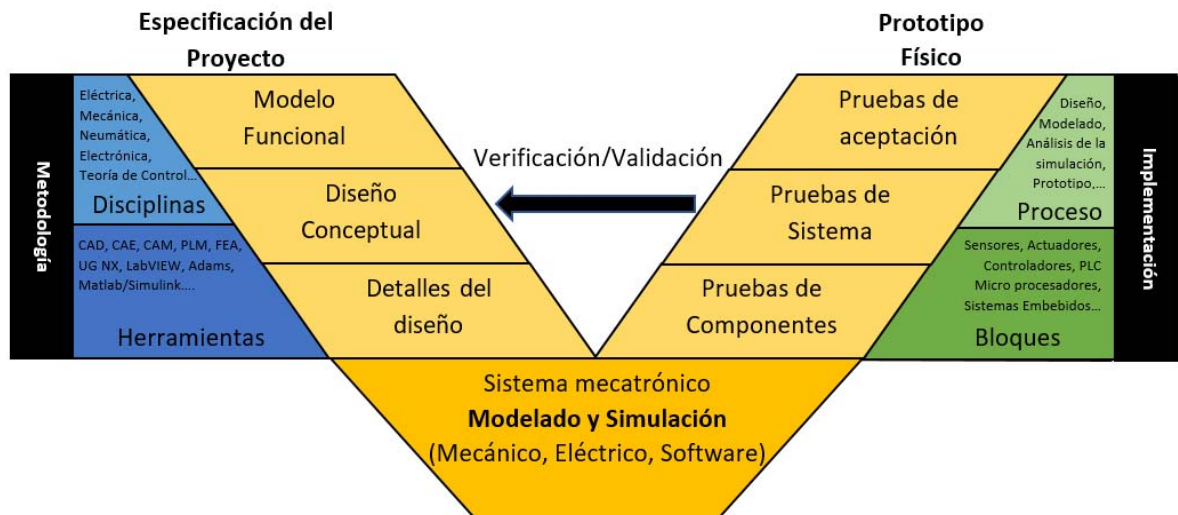 Especificación del
Proyecto
Prototipo
Físico
Metodología
Eléctrica,
Mecánica,
Neumática,
Electrónica,
Teoría de Control...
Disciplinas
CAD, CAE, CAM, PLM, FEA,
UG NX, LabVIEW, Adams,
Matlab/Simulink....
Herramientas
Modelo
Funcional
Diseño
Conceptual
Detalles del
diseño
Verificación/Validación
Pruebas de
aceptación
Pruebas de
Sistema
Pruebas de
Componentes
Diseño,
Modelado,
Análisis de la
simulación,
Prototipo,...
Proceso
Sensores, Actuadores,
Controladores, PLC
Micro procesadores,
Sistemas Embebidos...
Bloques
Implementación
Sistema mecatrónico
Modelado y Simulación
(Mecánico, Eléctrico, Software)